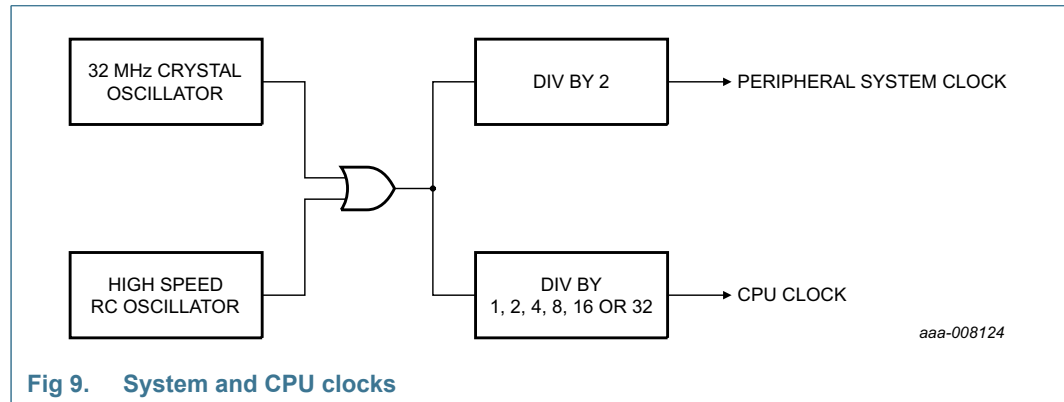 32 MHz CRYSTAL
OSCILLATOR
DIV BY 2
PERIPHERAL SYSTEM CLOCK
HIGH SPEED
RC OSCILLATOR
DIV BY
1, 2, 4, 8, 16 OR 32
CPU CLOCK
aaa-008124
Fig 9. System and CPU clocks